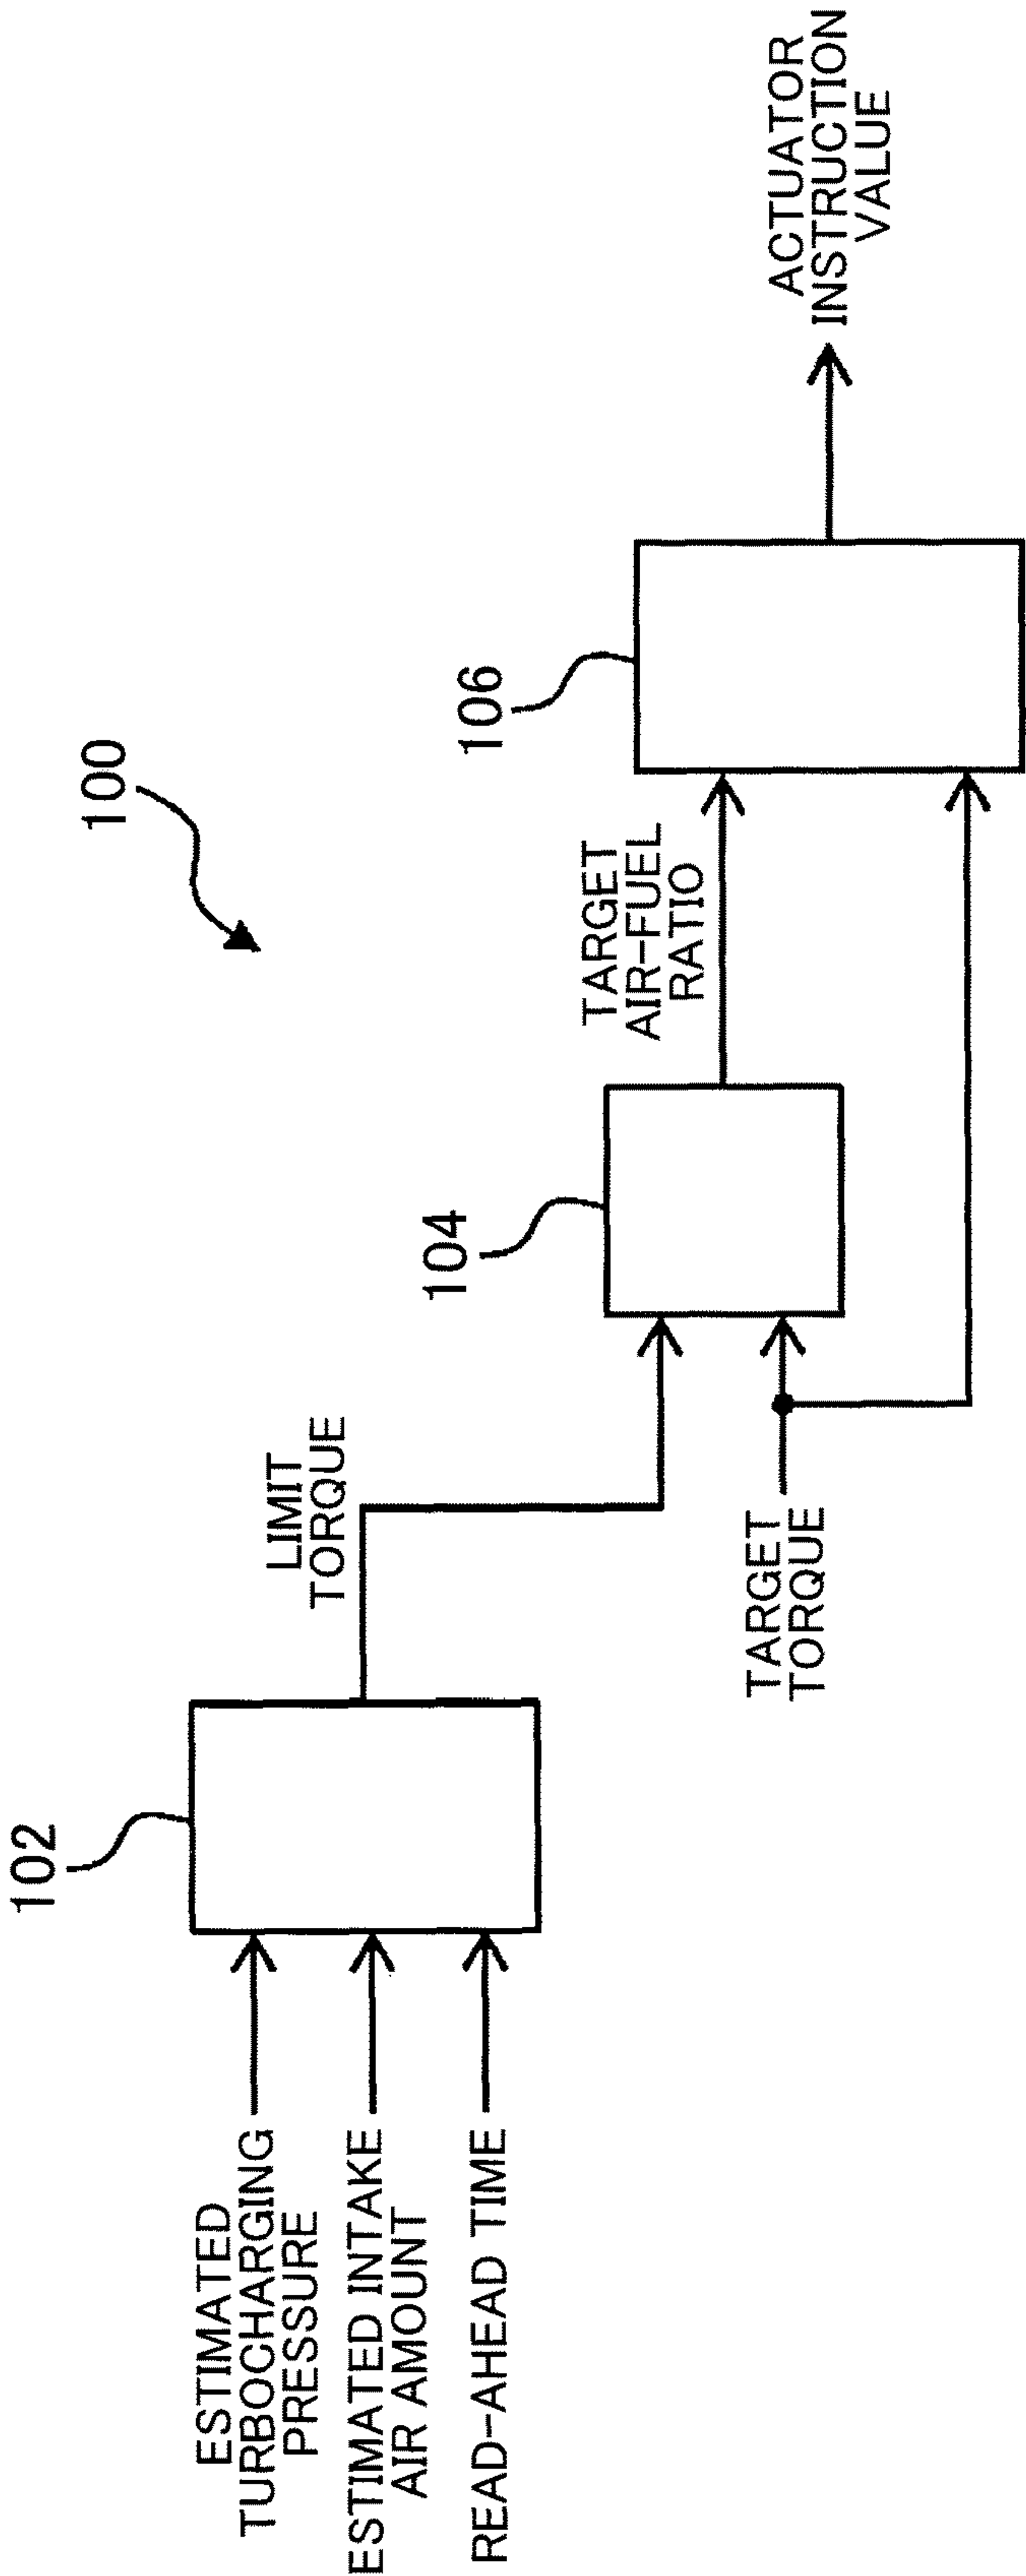 100
102
104
106
ESTIMATED
TURBOCHARGING
PRESSURE
ESTIMATED INTAKE
AIR AMOUNT
READ-AHEAD TIME
LIMIT
TORQUE
TARGET
TORQUE
TARGET
AIR-FUEL
RATIO
ACTUATOR
INSTRUCTION
VALUE